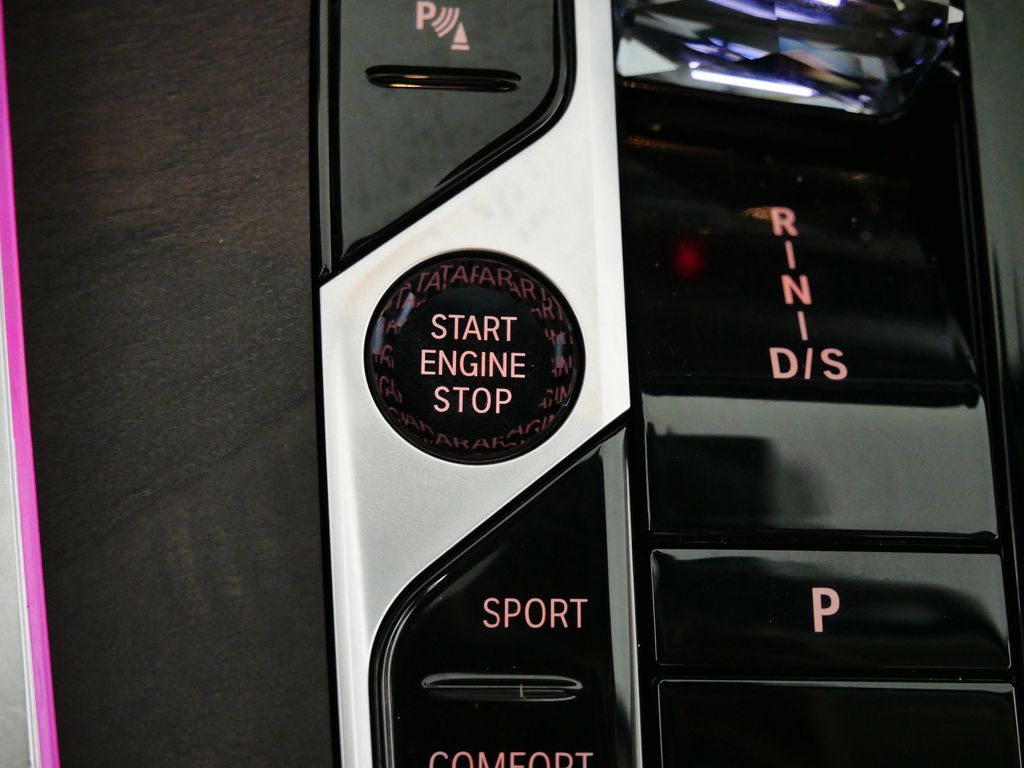 P
START
ENGINE
STOP
SPORT
COMFORT
R
I
N
I
D/S
P